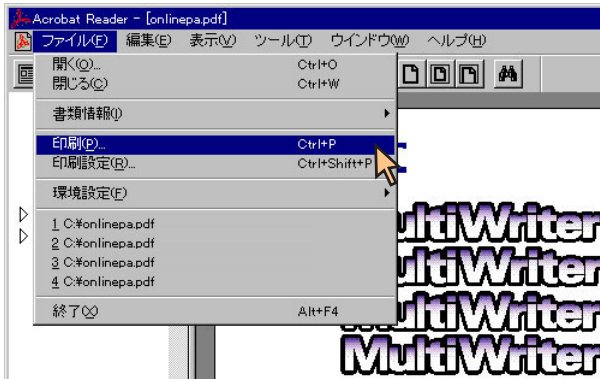 Acrobat Reader - [onlinepa.pdf]
ファイル(F) 編集(E) 表示(V) ツール(T) ウインドウ(W) ヘルプ(H)
開く(O)... Ctrl+O
閉じる(C) Ctrl+W
書類情報(I)
印刷(P)... Ctrl+P
印刷設定(R)... Ctrl+Shift+P
環境設定(F)
1 C:¥onlinepa.pdf
2 C:¥onlinepa.pdf
3 C:¥onlinepa.pdf
4 C:¥onlinepa.pdf
終了(X) Alt+F4
MultiWriter
MultiWriter
MultiWriter
MultiWriter